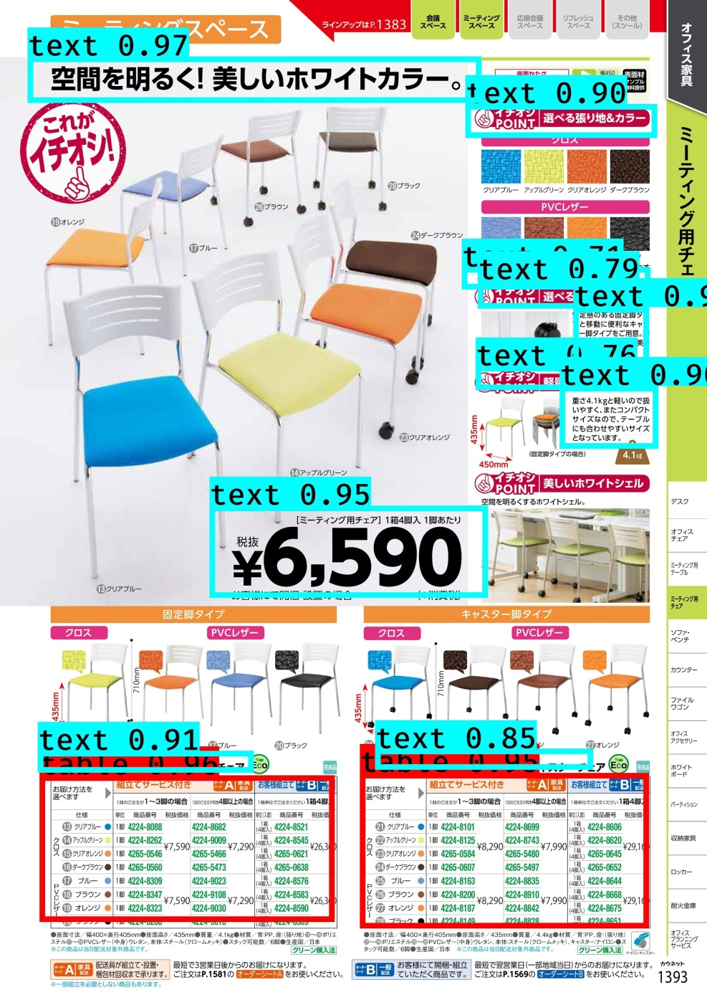 ミーティングスペース
ラインアップはP.1383
会議スペース
ミーティングスペース
応接会議スペース
リフレッシュスペース
その他(スツール)
オフィス家具
text 0.97
空間を明るく! 美しいホワイトカラー。
座面かたさ
幅450
表面材
text 0.90
これがイチオシ!
イチオシPOINT 選べる張り地&カラー
ミーティング用チェ
クロス
クリアブルー アップルグリーン クリアオレンジ ダークブラウン
PVCレザー
28ブラック
26ブラウン
19オレンジ
17ブルー
24ダークブラウン
text 0.71
text 0.79
text 0.9
イチオシPOINT 選べる
定感のある固定脚タ
と移動に便利なキャ
ー脚タイプをご用意。
text 0.76
text 0.90
イチオシ
重さ4.1kgと軽いので扱
いやすく、またコンパクト
サイズなので、テーブル
にも合わせやすいサイズ
となっています。
435mm
450mm
(固定脚タイプの場合)
4.1kg
23クリアオレンジ
14アップルグリーン
イチオシPOINT 美しいホワイトシェル
空間を明るくするホワイトシェル。
text 0.95
[ミーティング用チェア] 1箱4脚入 1脚あたり
税抜
¥6,590
お客様にて開梱・設置の場合 (+消費税)
13クリアブルー
デスク
オフィスチェア
ミーティング用テーブル
ミーティング用チェア
ソファ・ベンチ
カウンター
ファイルワゴン
オフィスアクセサリー
ホワイトボード
パーティション
収納家具
ロッカー
耐火金庫
オフィスプランニングサービス
固定脚タイプ
クロス
PVCレザー
710mm
435mm
17ブルー
20ブラック
キャスター脚タイプ
クロス
PVCレザー
710mm
435mm
27オレンジ
text 0.91
table 0.96
チェア Eco 完成品
お届け方法を選べます 組立てサービス付き オーダーシートA 家具配送 お客様組立て オーダーシートB 一般配送
1回のご注文が1〜3脚の場合 1回のご注文が同色4脚以上の場合 1箱単位でご注文ください 1箱4脚
仕様 単位 商品番号 税抜価格 商品番号 税抜価格 単位(入数) 商品番号 税抜価
クロス
13 クリアブルー 1脚 4224-8088 4224-8682 1箱(4脚入) 4224-8521
14 アップルグリーン 1脚 4224-8262 4224-9009 1箱(4脚入) 4224-8545
15 クリアオレンジ 1脚 4265-0546 ¥7,590 4265-5466 ¥7,290 1箱(4脚入) 4265-0621 ¥26,3
16 ダークブラウン 1脚 4265-0560 4265-5473 1箱(4脚入) 4265-0638
PVCレザー
17 ブルー 1脚 4224-8309 4224-9023 1箱(4脚入) 4224-8576
18 ブラウン 1脚 4224-8347 ¥7,590 4224-9108 ¥7,290 1箱(4脚入) 4224-8583 ¥26,3
19 オレンジ 1脚 4224-8323 4224-9030 1箱(4脚入) 4224-8590
●座面寸法／幅400×奥行405mm●座面高さ／435mm●質量／4.1kg●材質／背:PP、座:(張り地)⑬〜⑯ポリエ
ステル⑰〜⑳PVCレザー(中身)ウレタン、本体:スチール(クロームメッキ)●スタック可能数／6脚●生産国／日本
※この商品は当日配送対象外商品です。
グリーン購入法
text 0.85
table 0.95
チェア Eco 完成品
お届け方法を選べます 組立てサービス付き オーダーシートA 家具配送 お客様組立て オーダーシートB 一般配送
1回のご注文が1〜3脚の場合 1回のご注文が同色4脚以上の場合 1箱単位でご注文ください 1箱4
仕様 単位 商品番号 税抜価格 商品番号 税抜価格 単位(入数) 商品番号 税抜価
クロス
21 クリアブルー 1脚 4224-8101 4224-8699 1箱(4脚入) 4224-8606
22 アップルグリーン 1脚 4224-8125 4224-8743 1箱(4脚入) 4224-8620
23 クリアオレンジ 1脚 4265-0584 ¥8,290 4265-5480 ¥7,990 1箱(4脚入) 4265-0645 ¥29,1
24 ダークブラウン 1脚 4265-0607 4265-5497 1箱(4脚入) 4265-0652
PVCレザー
25 ブルー 1脚 4224-8163 4224-8835 1箱(4脚入) 4224-8644
26 ブラウン 1脚 4224-8200 ¥8,290 4224-8910 ¥7,990 1箱(4脚入) 4224-8668 ¥29,1
27 オレンジ 1脚 4224-8187 4224-8842 1箱(4脚入) 4224-8675
28 ブラック 1脚 4224-8149 4224-8828 4224-8651
●座面寸法／幅400×奥行405mm●座面高さ／435mm●質量／4.4kg●材質／背:PP、座:(張り地)
㉑〜㉔ポリエステル㉕〜㉘PVCレザー(中身)ウレタン、本体:スチール(クロームメッキ)、キャスター:ナイロン●ス
タック可能数／6脚●生産国／日本 ※この商品は当日配送対象外商品です。
グリーン購入法
ナイロンキャスター
オーダーシートA 家具配送 配送員が組立て・設置・梱包材回収まで承ります。
最短で3営業日後からのお届けになります。
ご注文はP.1581のオーダーシートAをお使いください。
※一部組立を必要としない商品もあります。
オーダーシートB 一般配送 お客様にて開梱・組立していただく商品です。
最短で翌営業日(一部地域当日)からのお届けになります。
ご注文はP.1569のオーダーシートBをお使いください。
カウネット
1393